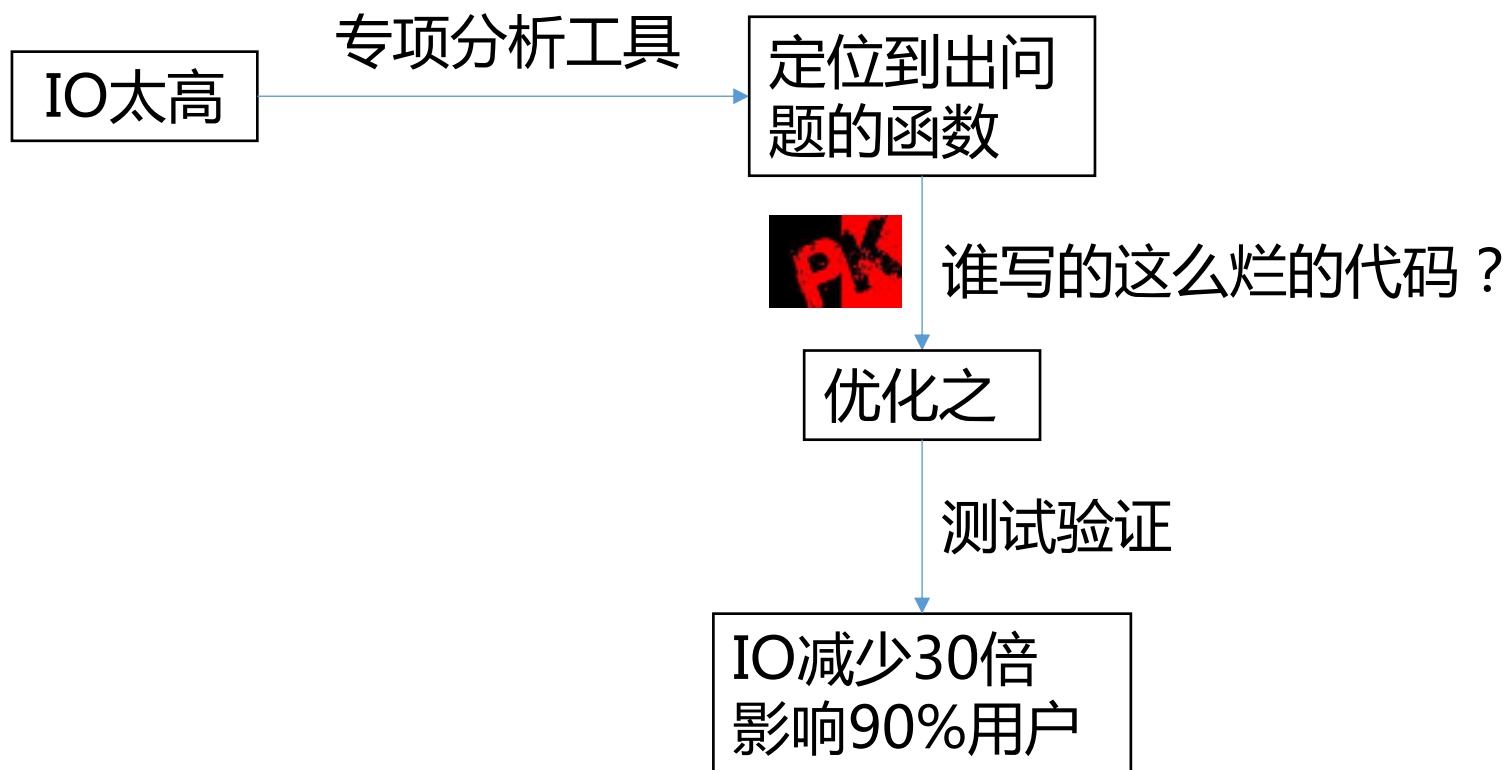 专项分析工具
IO太高
定位到出问
题的函数
PK
谁写的这么烂的代码？
优化之
测试验证
IO减少30倍
影响90%用户